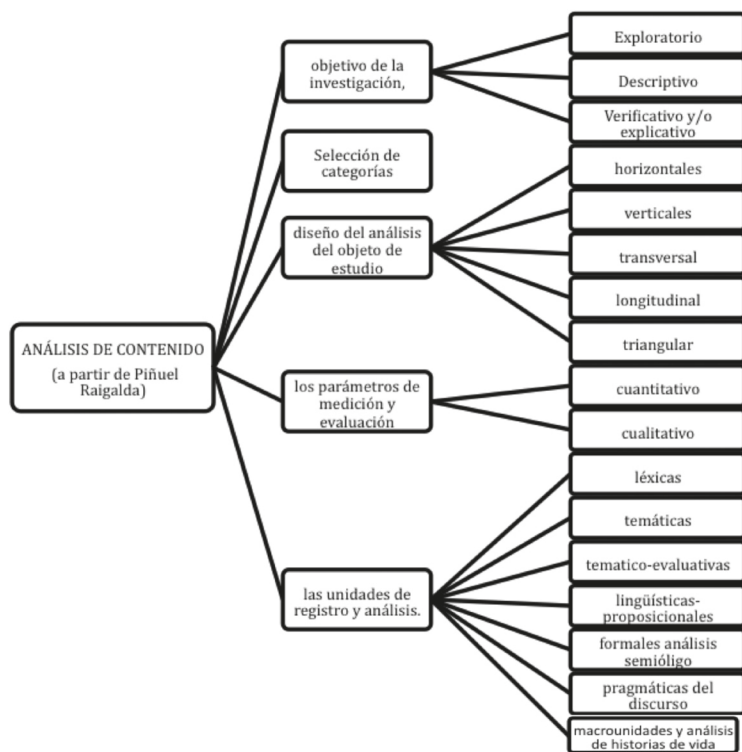 ANÁLISIS DE CONTENIDO
(a partir de Piñuel
Raigalda)
objetivo de la
investigación,
Exploratorio
Descriptivo
Verificativo y/o
explicativo
Selección de
categorías
diseño del análisis
del objeto de
estudio
horizontales
verticales
transversal
longitudinal
triangular
los parámetros de
medición y
evaluación
cuantitativo
cualitativo
las unidades de
registro y análisis.
léxicas
temáticas
tematico-evaluativas
lingüísticas-
proposicionales
formales análisis
semióligo
pragmáticas del
discurso
macrounidades y análisis
de historias de vida